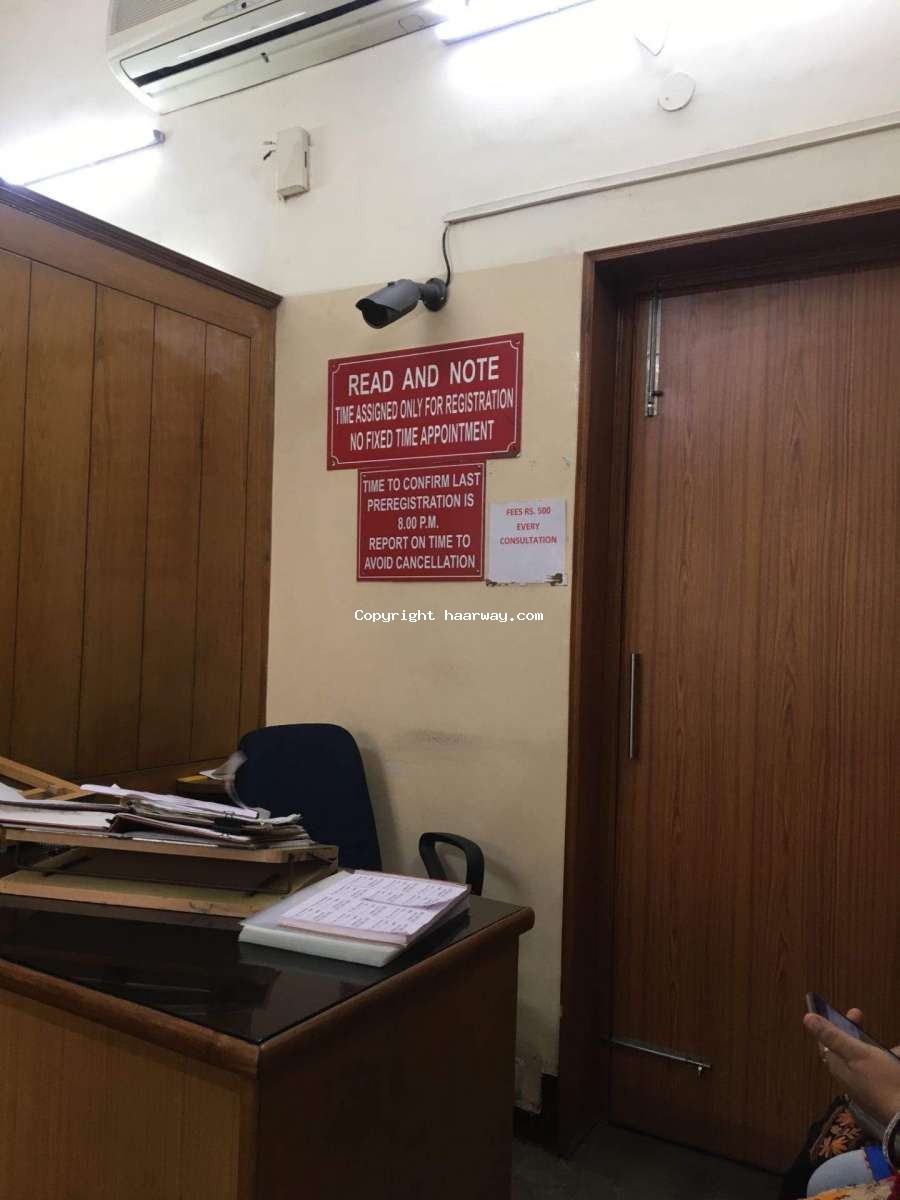 READ AND NOTE
TIME ASSIGNED ONLY FOR REGISTRATION
NO FIXED TIME APPOINTMENT
TIME TO CONFIRM LAST
PREREGISTRATION IS
8.00 P.M.
REPORT ON TIME TO
AVOID CANCELLATION
FEES RS. 500
EVERY
CONSULTATION
Copyright haarway.com